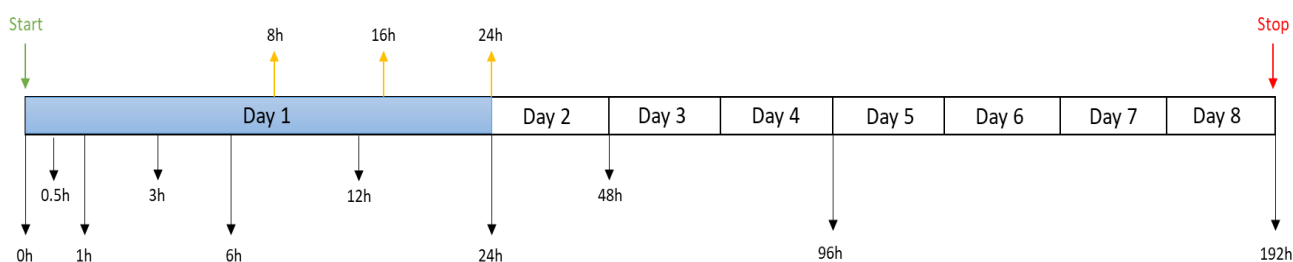 Start
Stop
8h
16h
24h
Day 1
Day 2
Day 3
Day 4
Day 5
Day 6
Day 7
Day 8
0.5h
3h
12h
48h
0h
1h
6h
24h
96h
192h